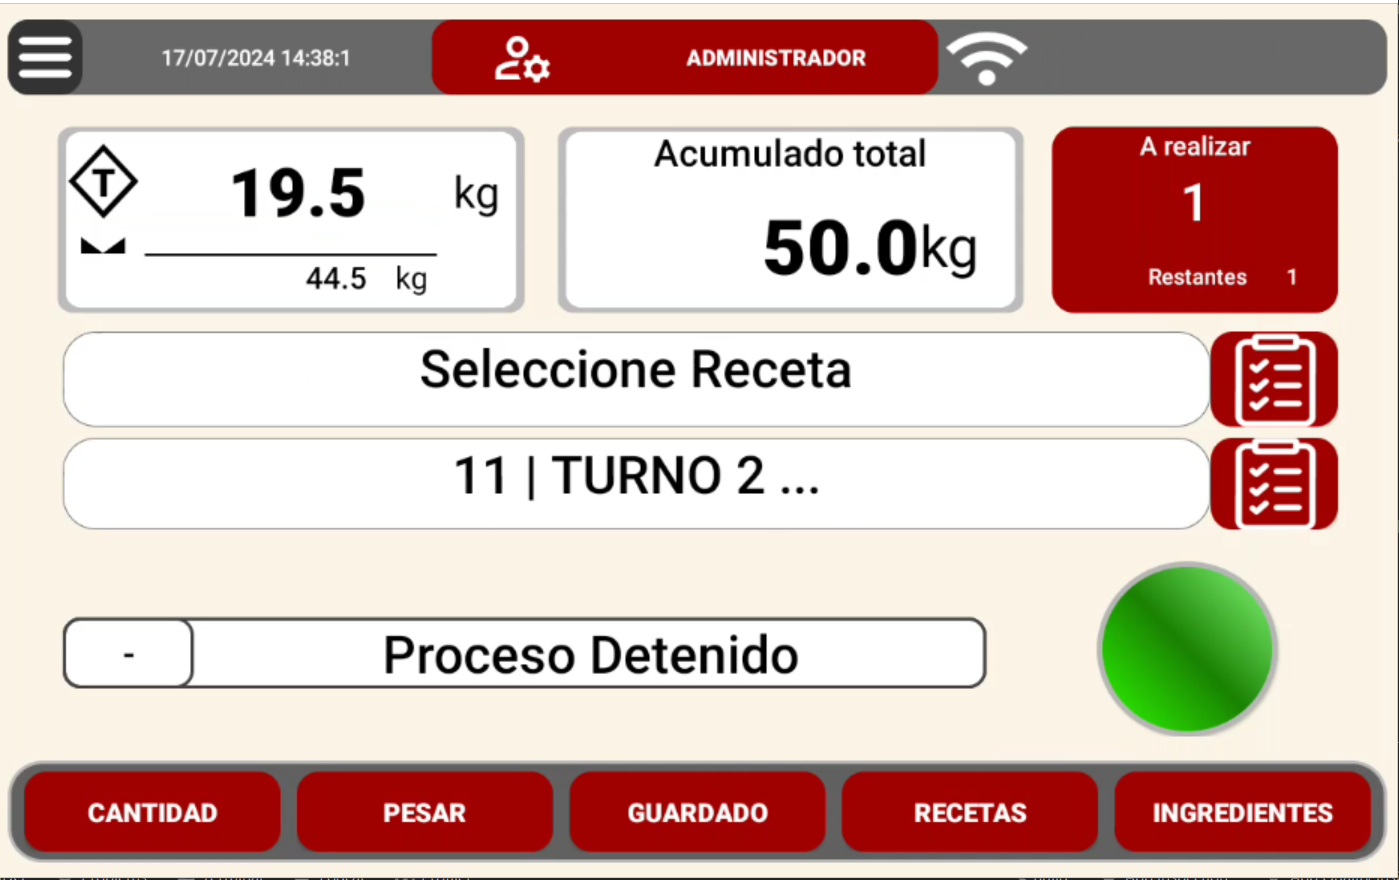 17/07/2024 14:38:1
ADMINISTRADOR
T
19.5 kg
44.5 kg
Acumulado total
50.0kg
A realizar
1
Restantes 1
Seleccione Receta
11 | TURNO 2 ...
- Proceso Detenido
CANTIDAD
PESAR
GUARDADO
RECETAS
INGREDIENTES